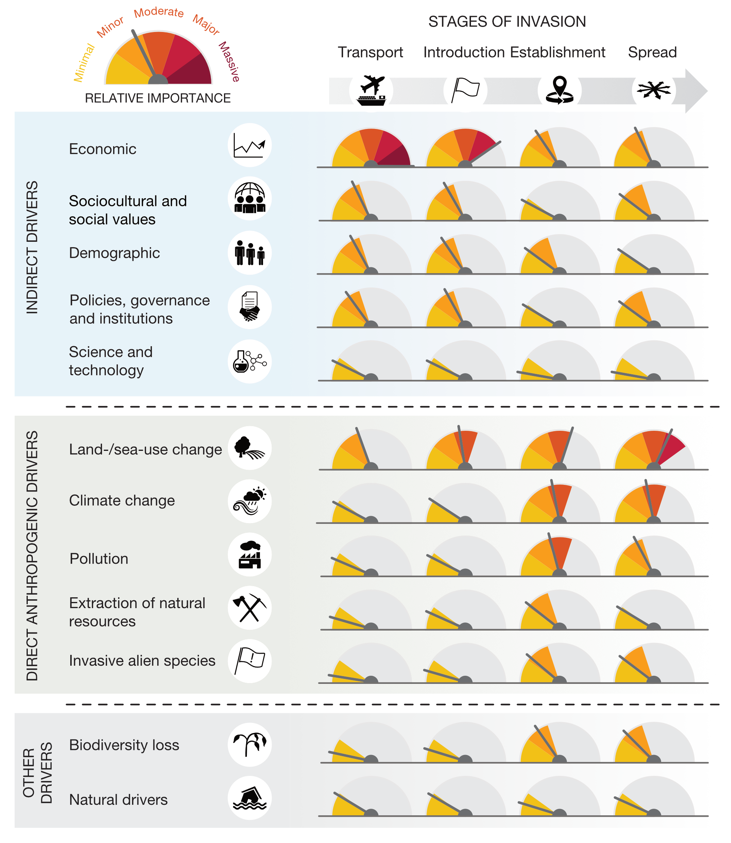 STAGES OF INVASION
Minimal
Minor
Moderate
Major
Massive
RELATIVE IMPORTANCE
Transport
Introduction
Establishment
Spread
INDIRECT DRIVERS
Economic
Sociocultural and
social values
Demographic
Policies, governance
and institutions
Science and
technology
DIRECT ANTHROPOGENIC DRIVERS
Land-/sea-use change
Climate change
Pollution
Extraction of natural
resources
Invasive alien species
!
OTHER
DRIVERS
Biodiversity loss
Natural drivers